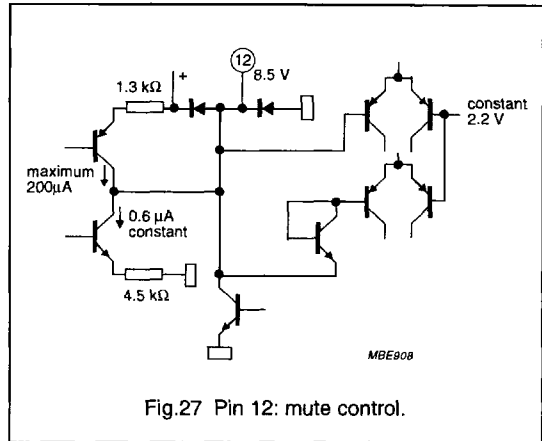 12
1.3 kΩ
+
8.5 V
constant
2.2 V
maximum
200µA
0.6 µA
constant
4.5 kΩ
MBE908
Fig.27 Pin 12: mute control.